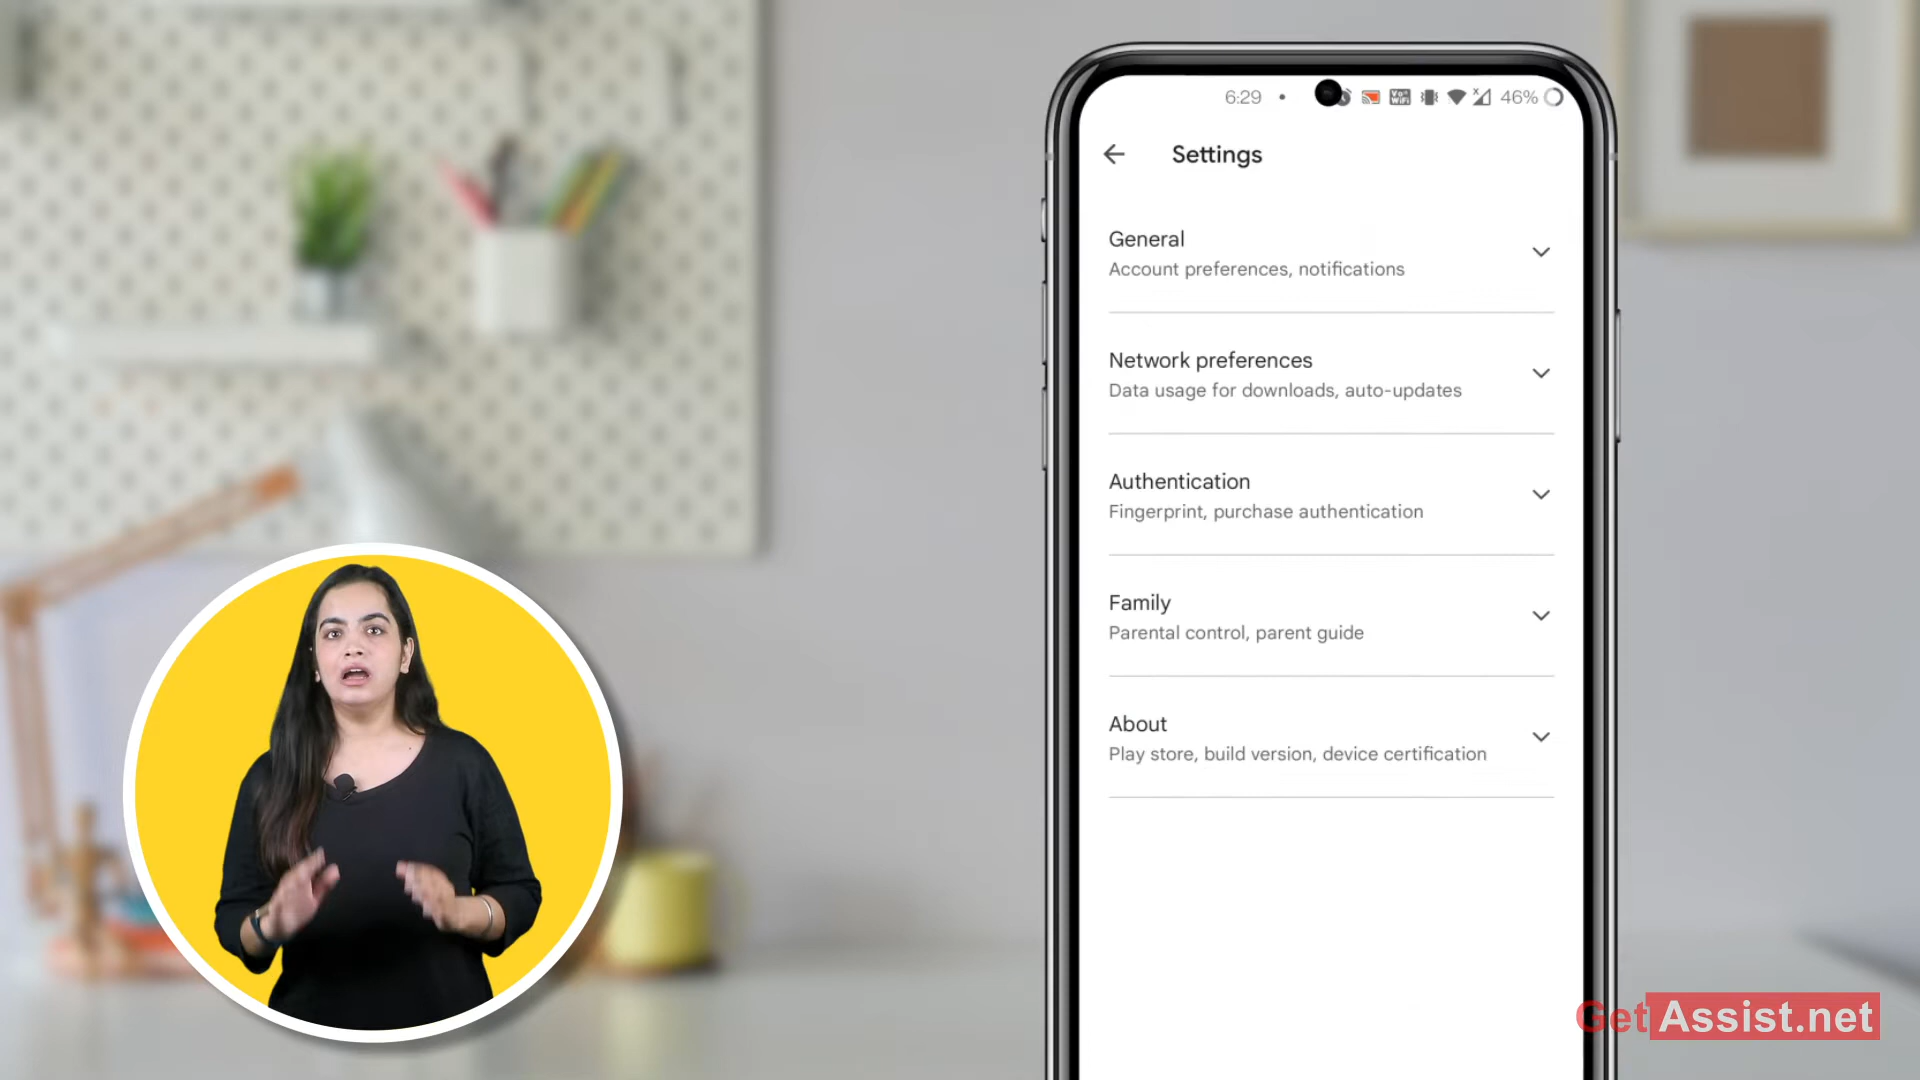 6:29
46%
Settings
General
Account preferences, notifications
Network preferences
Data usage for downloads, auto-updates
Authentication
Fingerprint, purchase authentication
Family
Parental control, parent guide
About
Play store, build version, device certification
GetAssist.net